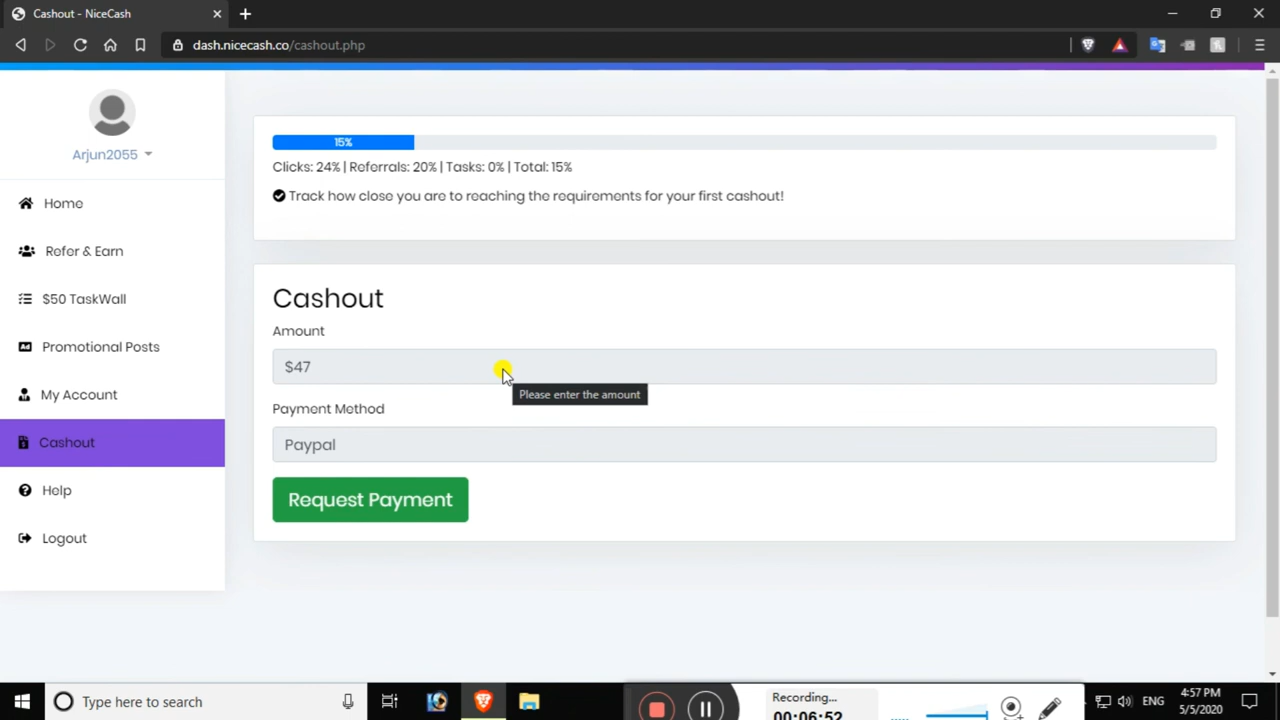 Cashout - NiceCash
dash.nicecash.co/cashout.php
Arjun2055
Home
Refer & Earn
$50 TaskWall
Promotional Posts
My Account
Cashout
Help
Logout
15%
Clicks: 24% | Referrals: 20% | Tasks: 0% | Total: 15%
Track how close you are to reaching the requirements for your first cashout!
Cashout
Amount
$47
Please enter the amount
Payment Method
Paypal
Request Payment
Type here to search
Recording...
00:06:52
ENG
4:57 PM
5/5/2020